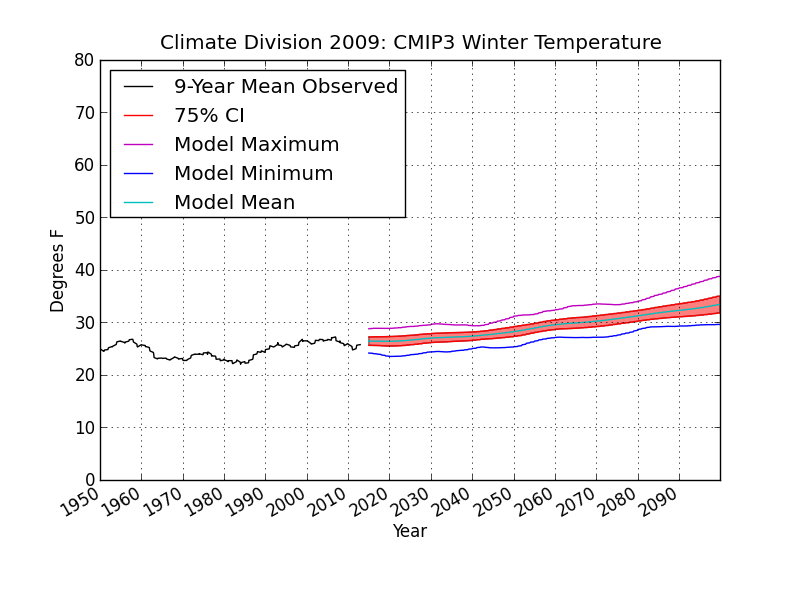 Climate Division 2009: CMIP3 Winter Temperature
9-Year Mean Observed
75% CI
Model Maximum
Model Minimum
Model Mean
Degrees F
80
70
60
50
40
30
20
10
0
1950 1960 1970 1980 1990 2000 2010 2020 2030 2040 2050 2060 2070 2080 2090
Year